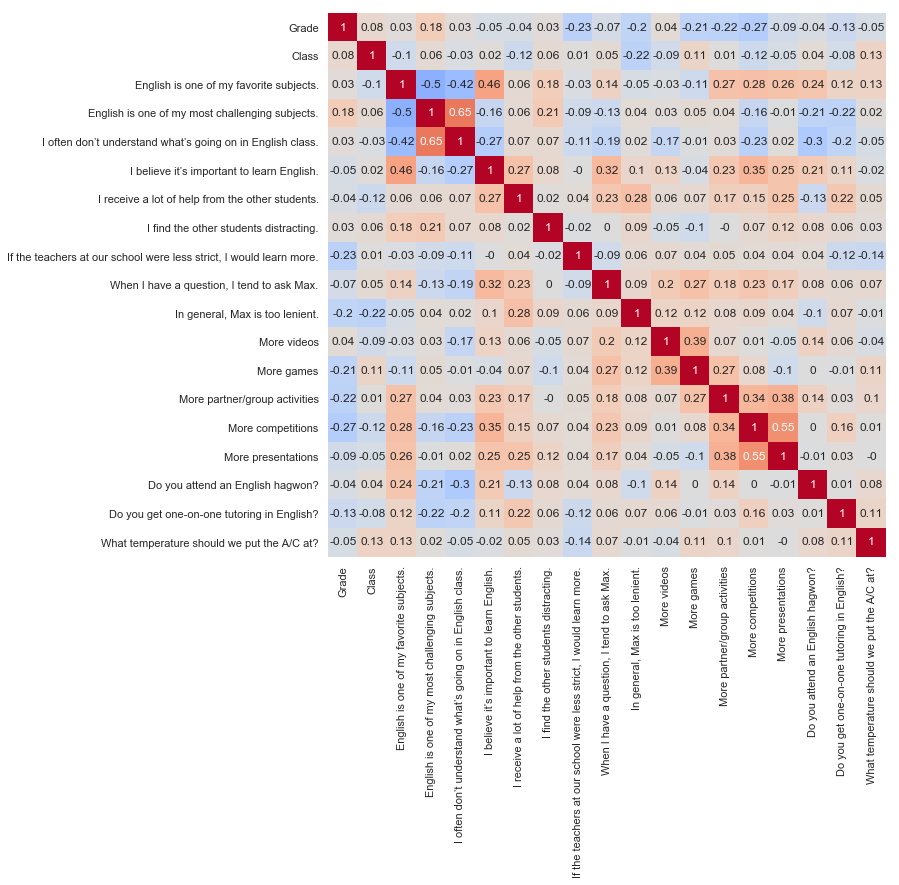 Grade 1 0.08 0.03 0.18 0.03 -0.05 -0.04 0.03 -0.23 -0.07 -0.2 0.04 -0.21 -0.22 -0.27 -0.09 -0.04 -0.13 -0.05
Class 0.08 1 -0.1 0.06 -0.03 0.02 -0.12 0.06 0.01 0.05 -0.22 -0.09 0.11 0.01 -0.12 -0.05 0.04 -0.08 0.13
English is one of my favorite subjects. 0.03 -0.1 1 -0.5 -0.42 0.46 0.06 0.18 -0.03 0.14 -0.05 -0.03 -0.11 0.27 0.28 0.26 0.24 0.12 0.13
English is one of my most challenging subjects. 0.18 0.06 -0.5 1 0.65 -0.16 0.06 0.21 -0.09 -0.13 0.04 0.03 0.05 0.04 -0.16 -0.01 -0.21 -0.22 0.02
I often don't understand what's going on in English class. 0.03 -0.03 -0.42 0.65 1 -0.27 0.07 0.07 -0.11 -0.19 0.02 -0.17 -0.01 0.03 -0.23 0.02 -0.3 -0.2 -0.05
I believe it's important to learn English. -0.05 0.02 0.46 -0.16 -0.27 1 0.27 0.08 -0 0.32 0.1 0.13 -0.04 0.23 0.35 0.25 0.21 0.11 -0.02
I receive a lot of help from the other students. -0.04 -0.12 0.06 0.06 0.07 0.27 1 0.02 0.04 0.23 0.28 0.06 0.07 0.17 0.15 0.25 -0.13 0.22 0.05
I find the other students distracting. 0.03 0.06 0.18 0.21 0.07 0.08 0.02 1 -0.02 0 0.09 -0.05 -0.1 -0 0.07 0.12 0.08 0.06 0.03
If the teachers at our school were less strict, I would learn more. -0.23 0.01 -0.03 -0.09 -0.11 -0 0.04 -0.02 1 -0.09 0.06 0.07 0.04 0.05 0.04 0.04 0.04 -0.12 -0.14
When I have a question, I tend to ask Max. -0.07 0.05 0.14 -0.13 -0.19 0.32 0.23 0 -0.09 1 0.09 0.2 0.27 0.18 0.23 0.17 0.08 0.06 0.07
In general, Max is too lenient. -0.2 -0.22 -0.05 0.04 0.02 0.1 0.28 0.09 0.06 0.09 1 0.12 0.12 0.08 0.09 0.04 -0.1 0.07 -0.01
More videos 0.04 -0.09 -0.03 0.03 -0.17 0.13 0.06 -0.05 0.07 0.2 0.12 1 0.39 0.07 0.01 -0.05 0.14 0.06 -0.04
More games -0.21 0.11 -0.11 0.05 -0.01 -0.04 0.07 -0.1 0.04 0.27 0.12 0.39 1 0.27 0.08 -0.1 0 -0.01 0.11
More partner/group activities -0.22 0.01 0.27 0.04 0.03 0.23 0.17 -0 0.05 0.18 0.08 0.07 0.27 1 0.34 0.38 0.14 0.03 0.1
More competitions -0.27 -0.12 0.28 -0.16 -0.23 0.35 0.15 0.07 0.04 0.23 0.09 0.01 0.08 0.34 1 0.55 0 0.16 0.01
More presentations -0.09 -0.05 0.26 -0.01 0.02 0.25 0.25 0.12 0.04 0.17 0.04 -0.05 -0.1 0.38 0.55 1 -0.01 0.03 -0
Do you attend an English hagwon? -0.04 0.04 0.24 -0.21 -0.3 0.21 -0.13 0.08 0.04 0.08 -0.1 0.14 0 0.14 0 -0.01 1 0.01 0.08
Do you get one-on-one tutoring in English? -0.13 -0.08 0.12 -0.22 -0.2 0.11 0.22 0.06 -0.12 0.06 0.07 0.06 -0.01 0.03 0.16 0.03 0.01 1 0.11
What temperature should we put the A/C at? -0.05 0.13 0.13 0.02 -0.05 -0.02 0.05 0.03 -0.14 0.07 -0.01 -0.04 0.11 0.1 0.01 -0 0.08 0.11 1
Grade
Class
English is one of my favorite subjects.
English is one of my most challenging subjects.
I often don't understand what's going on in English class.
I believe it's important to learn English.
I receive a lot of help from the other students.
I find the other students distracting.
If the teachers at our school were less strict, I would learn more.
When I have a question, I tend to ask Max.
In general, Max is too lenient.
More videos
More games
More partner/group activities
More competitions
More presentations
Do you attend an English hagwon?
Do you get one-on-one tutoring in English?
What temperature should we put the A/C at?